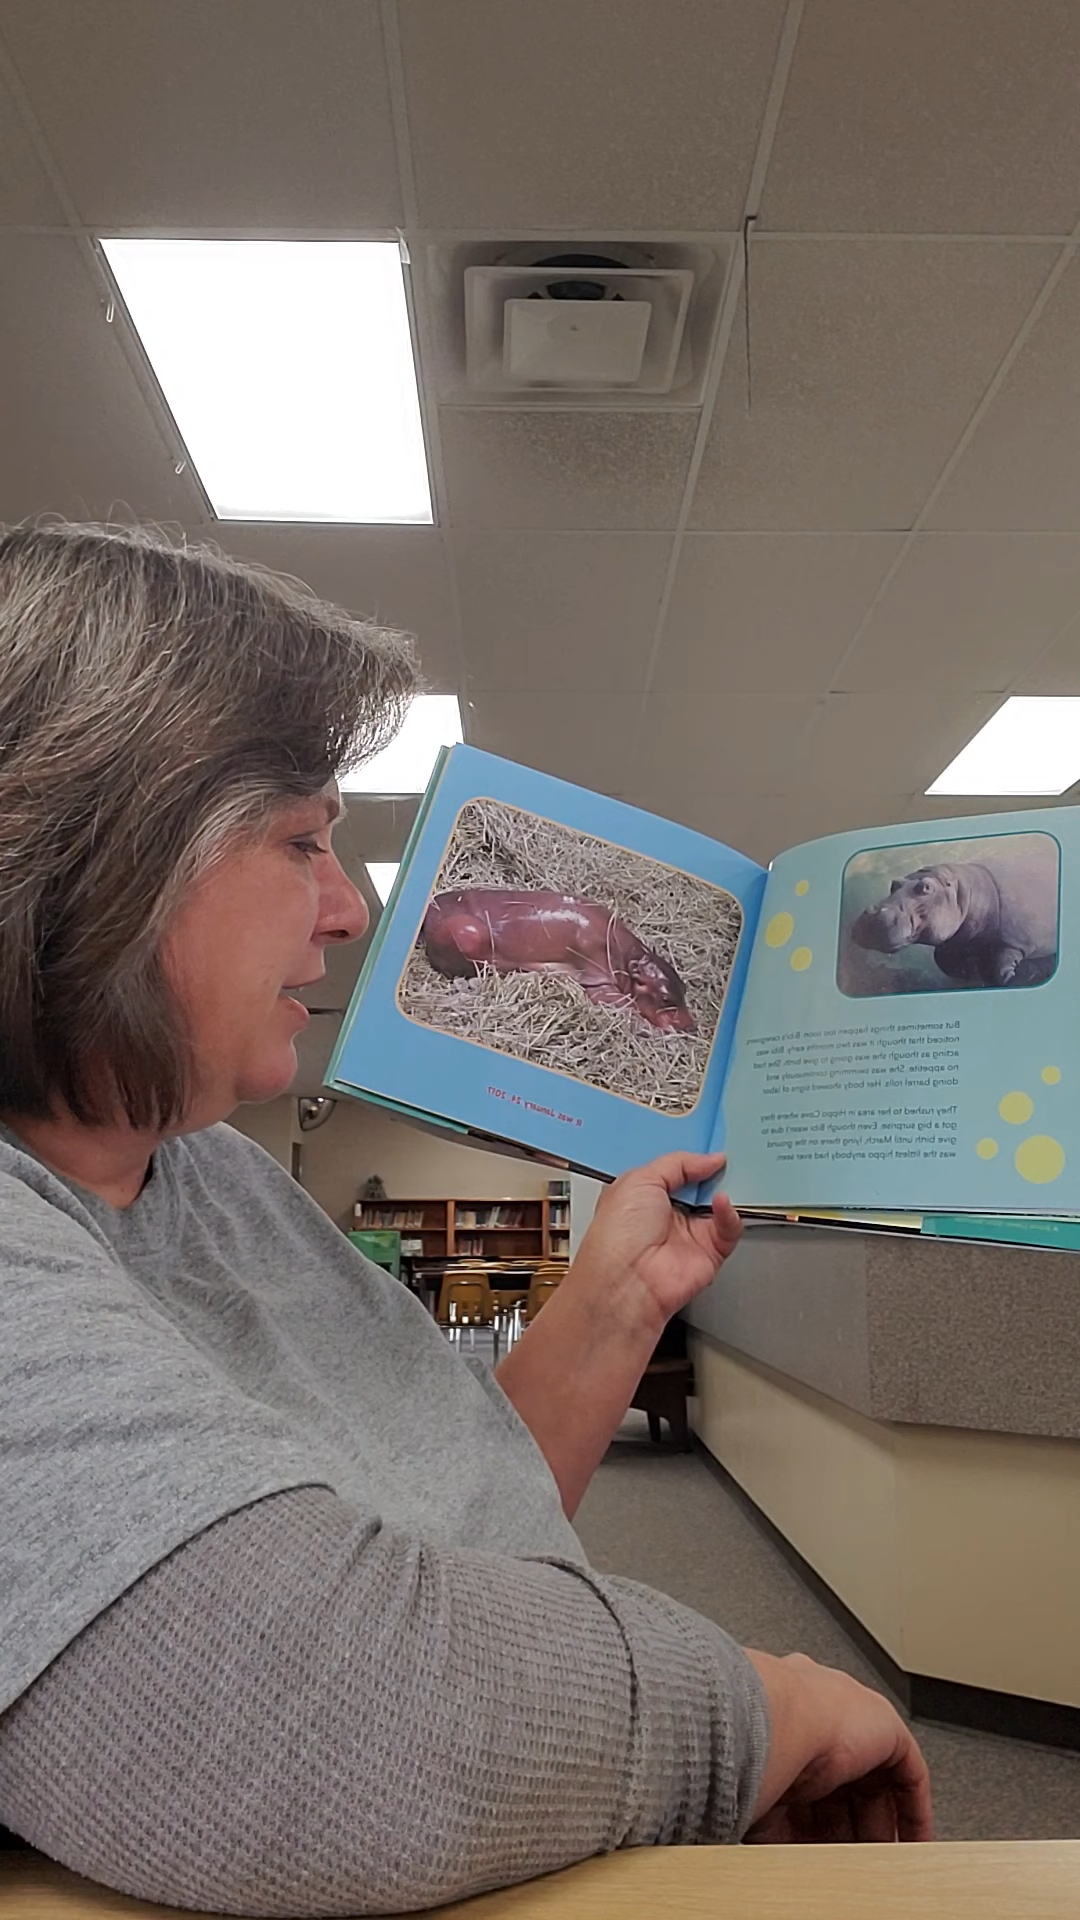 But sometimes things happen too soon. Bibi's caregivers
noticed that though it was two months early, Bibi was
acting as though she was going to give birth. She had
no appetite. She was swimming continuously and
doing barrel rolls. Her body showed signs of labor.
They rushed to her area in Hippo Cove where they
got a big surprise. Even though Bibi wasn't due to
give birth until March, lying there on the ground
was the littlest hippo anybody had ever seen.
It was January 24, 2017.